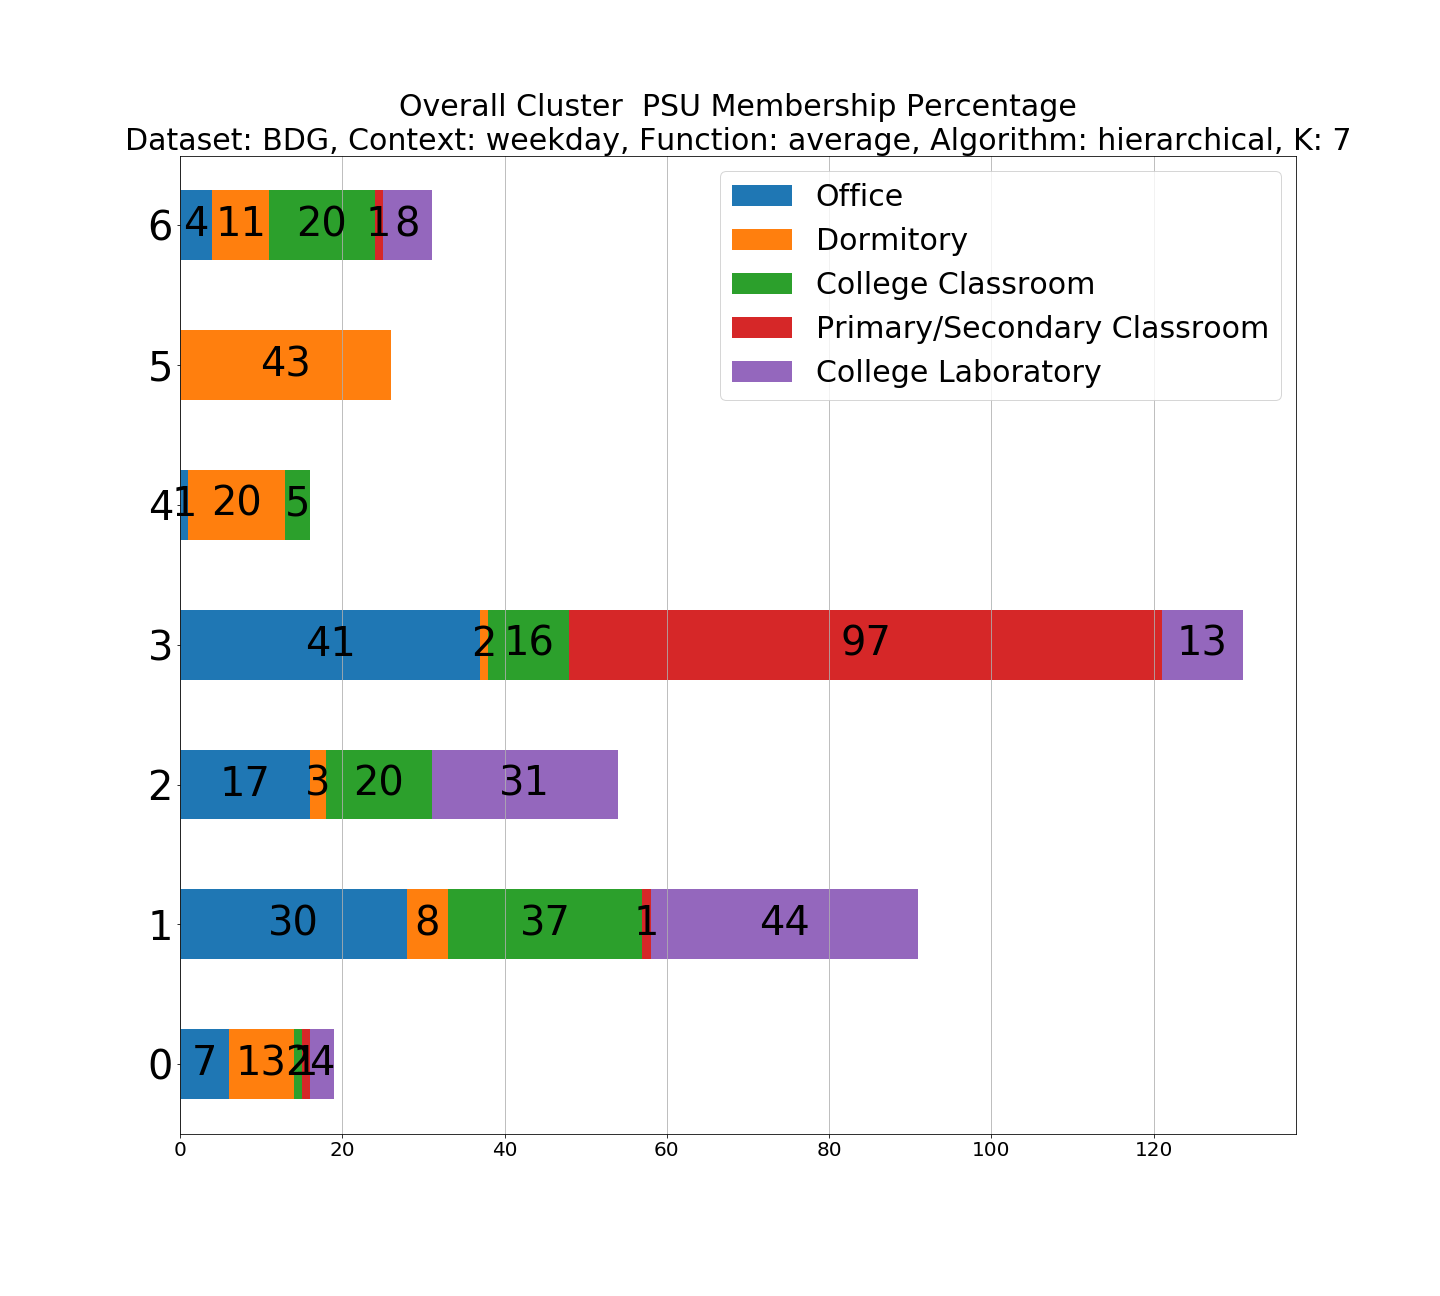 Overall Cluster  PSU Membership Percentage
Dataset: BDG, Context: weekday, Function: average, Algorithm: hierarchical, K: 7
Office
Dormitory
College Classroom
Primary/Secondary Classroom
College Laboratory
6 4 11 20 1 8
5 43
4 1 20 5
3 41 2 16 97 13
2 17 3 20 31
1 30 8 37 1 44
0 7 13 2 1 4
0 20 40 60 80 100 120